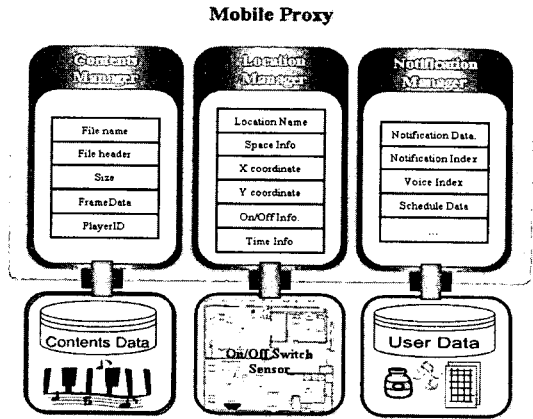 Mobile Proxy
Contents
Manager
File name
File header
Size
FrameData
PlayerID
Location
Manager
Location Name
Space Info
X coordinate
Y coordinate
On/Off Info.
Time Info
Notification
Manager
Notification Data.
Notification Index
Voice Index
Schedule Data
...
Contents Data
On/Off Switch
Sensor
User Data